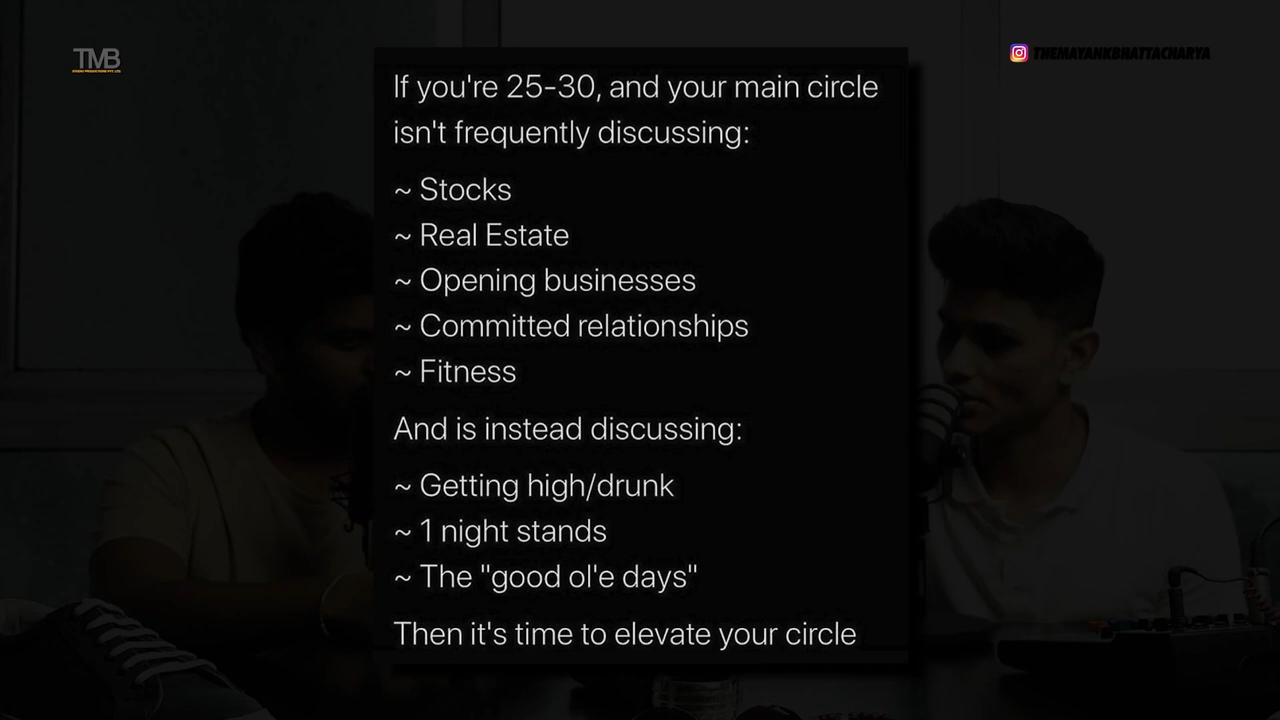 TMB
THEMAYANKBHATTACHARYA
If you're 25-30, and your main circle
isn't frequently discussing:
~ Stocks
~ Real Estate
~ Opening businesses
~ Committed relationships
~ Fitness
And is instead discussing:
~ Getting high/drunk
~ 1 night stands
~ The "good ol'e days"
Then it's time to elevate your circle